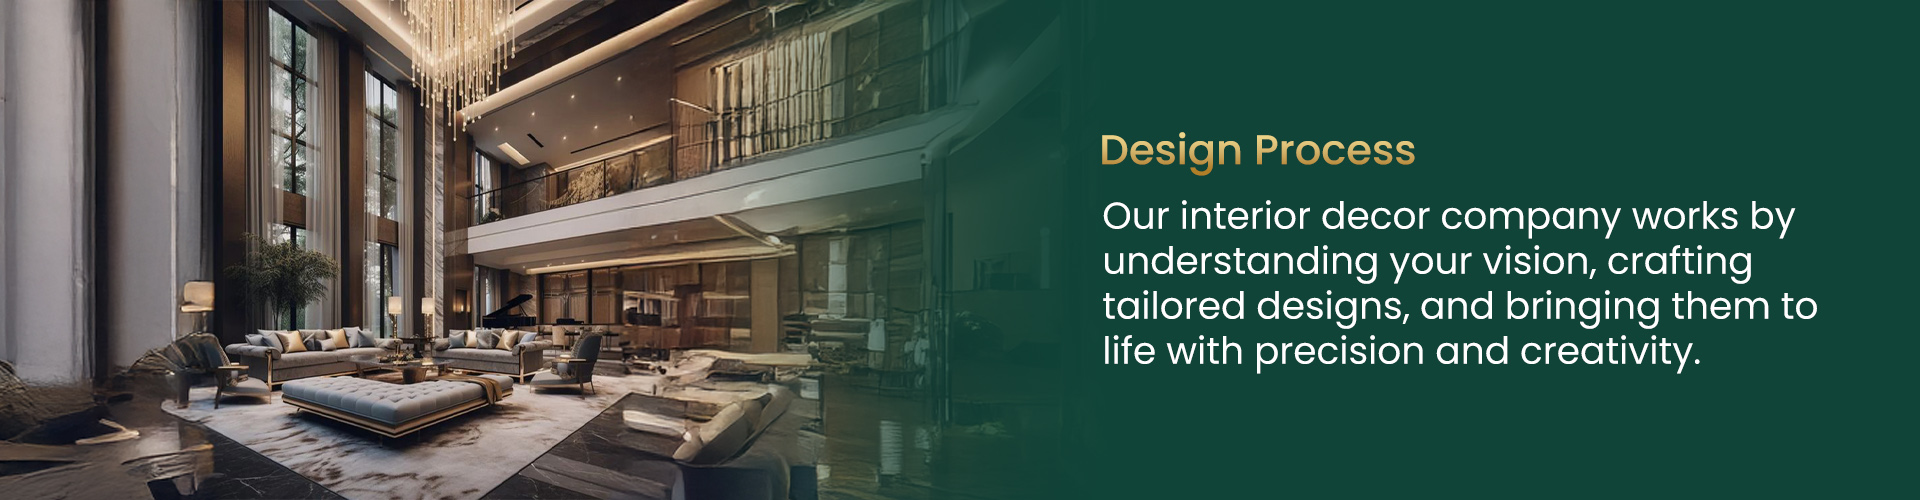 Design Process
Our interior decor company works by
understanding your vision, crafting
tailored designs, and bringing them to
life with precision and creativity.